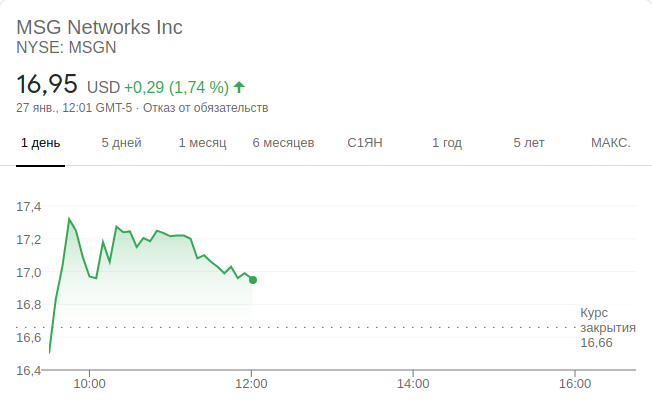 MSG Networks Inc
NYSE: MSGN
16,95 USD +0,29 (1,74 %)
27 янв., 12:01 GMT-5 · Отказ от обязательств
1 день 5 дней 1 месяц 6 месяцев С1ЯН 1 год 5 лет МАКС.
17,4
17,2
17,0
16,8
Курс
закрытия
16,66
16,6
16,4
10:00 12:00 14:00 16:00